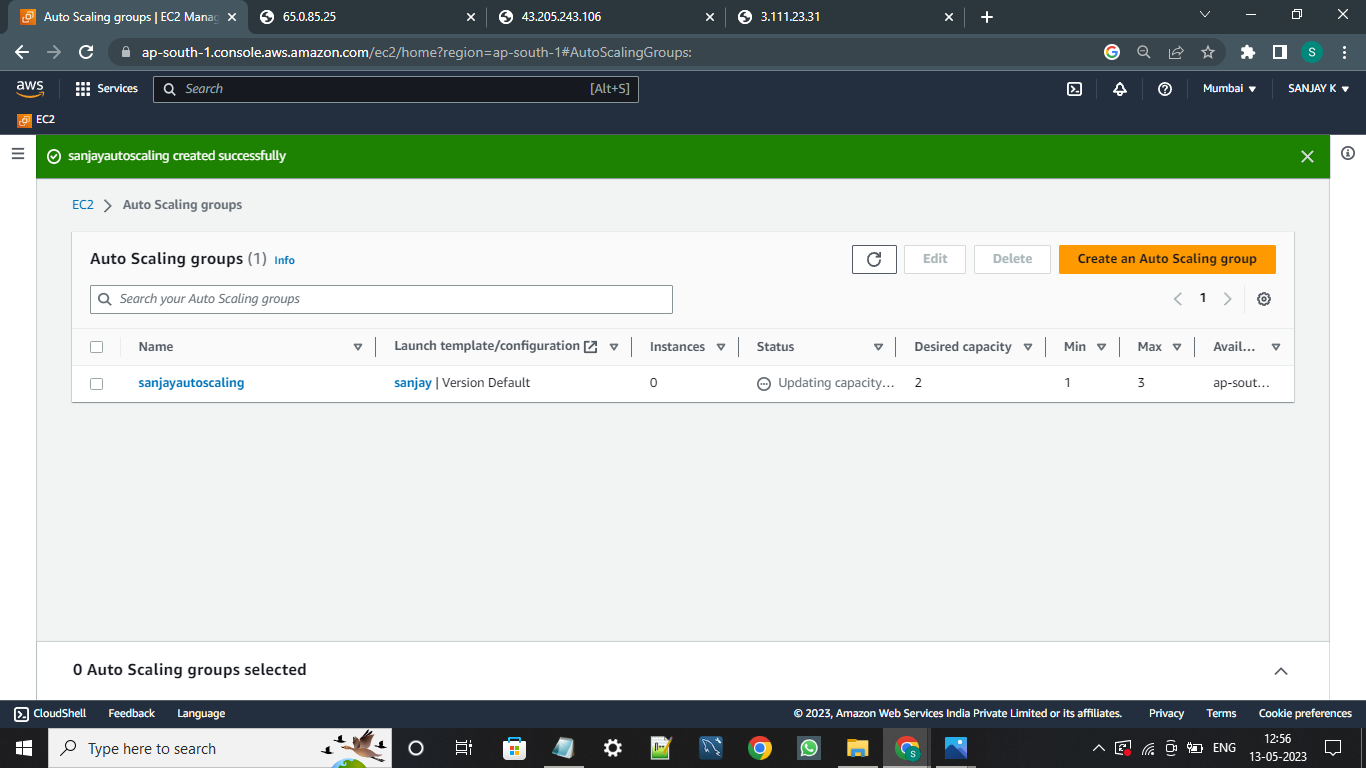 Auto Scaling groups | EC2 Manag
65.0.85.25
43.205.243.106
3.111.23.31
ap-south-1.console.aws.amazon.com/ec2/home?region=ap-south-1#AutoScalingGroups:
S
aws
Services
Search
[Alt+S]
Mumbai
SANJAY K
EC2
sanjayautoscaling created successfully
EC2 > Auto Scaling groups
Auto Scaling groups (1) Info
Edit
Delete
Create an Auto Scaling group
Search your Auto Scaling groups
1
Name Launch template/configuration Instances Status Desired capacity Min Max Avail...
sanjayautoscaling sanjay | Version Default 0 Updating capacity... 2 1 3 ap-sout...
0 Auto Scaling groups selected
CloudShell Feedback Language © 2023, Amazon Web Services India Private Limited or its affiliates. Privacy Terms Cookie preferences
Type here to search
S
ENG
12:56
13-05-2023